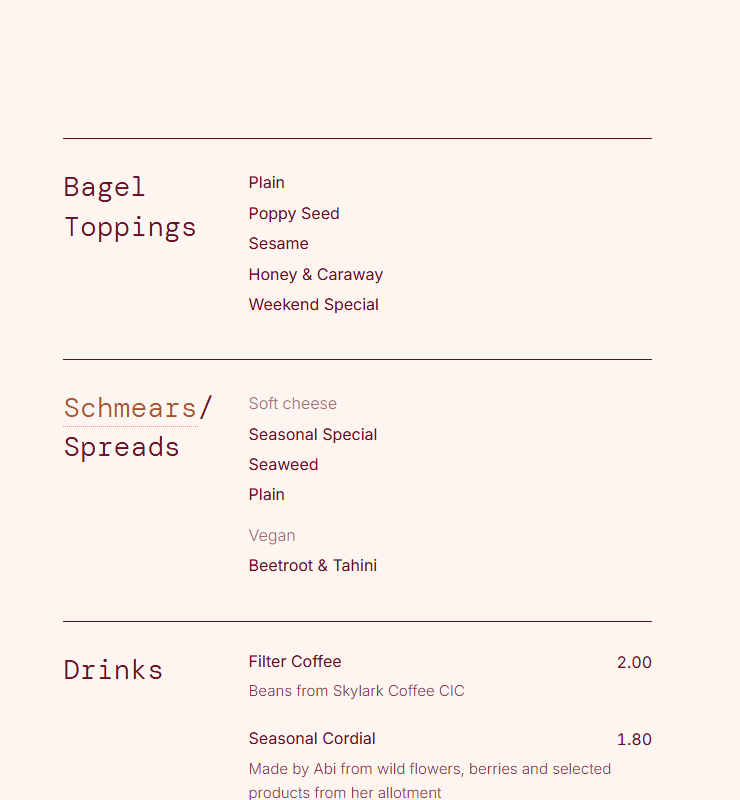 Bagel
Toppings
Plain
Poppy Seed
Sesame
Honey & Caraway
Weekend Special
Schmears/
Spreads
Soft cheese
Seasonal Special
Seaweed
Plain
Vegan
Beetroot & Tahini
Drinks
Filter Coffee 2.00
Beans from Skylark Coffee CIC
Seasonal Cordial 1.80
Made by Abi from wild flowers, berries and selected
products from her allotment